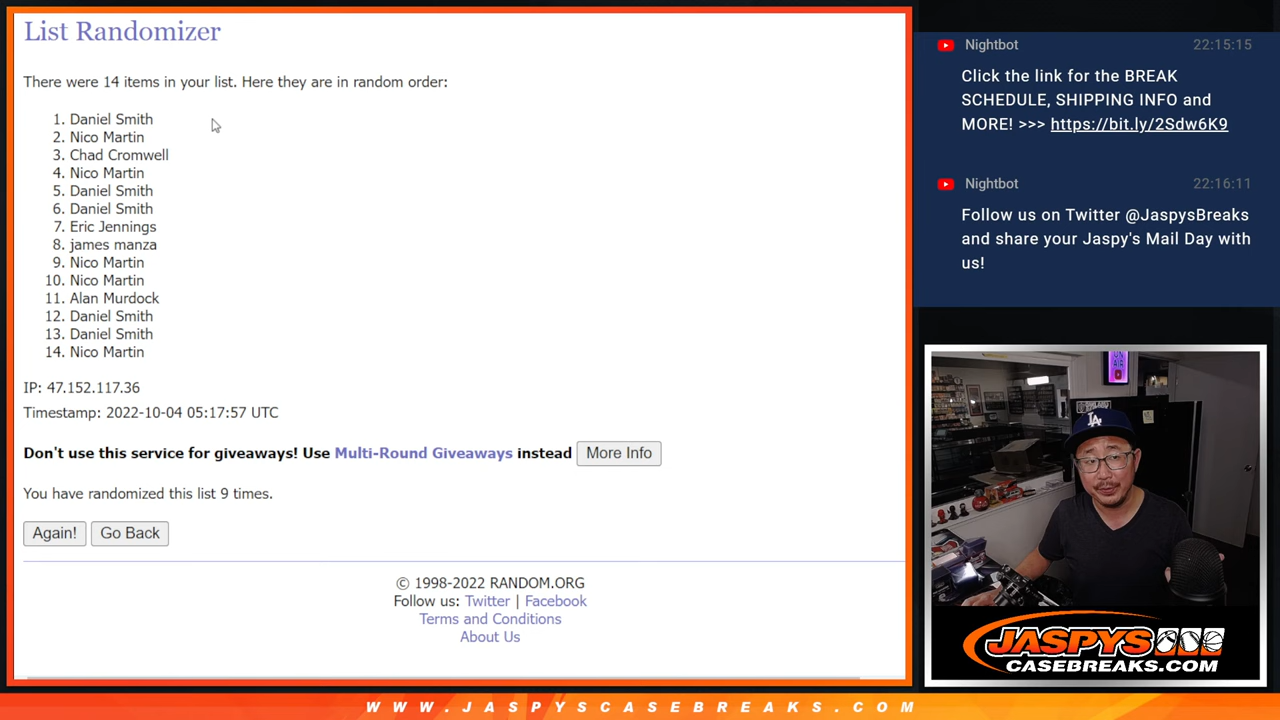 List Randomizer
There were 14 items in your list. Here they are in random order:
1. Daniel Smith
2. Nico Martin
3. Chad Cromwell
4. Nico Martin
5. Daniel Smith
6. Daniel Smith
7. Eric Jennings
8. james manza
9. Nico Martin
10. Nico Martin
11. Alan Murdock
12. Daniel Smith
13. Daniel Smith
14. Nico Martin
IP: 47.152.117.36
Timestamp: 2022-10-04 05:17:57 UTC
Don't use this service for giveaways! Use Multi-Round Giveaways instead More Info
You have randomized this list 9 times.
Again! Go Back
© 1998-2022 RANDOM.ORG
Follow us: Twitter | Facebook
Terms and Conditions
About Us
Nightbot 22:15:15
Click the link for the BREAK
SCHEDULE, SHIPPING INFO and
MORE! >>> https://bit.ly/2Sdw6K9
Nightbot 22:16:11
Follow us on Twitter @JaspysBreaks
and share your Jaspy's Mail Day with
us!
LA
JASPYS
CASEBREAKS.COM
WWW.JASPYSCASEBREAKS.COM